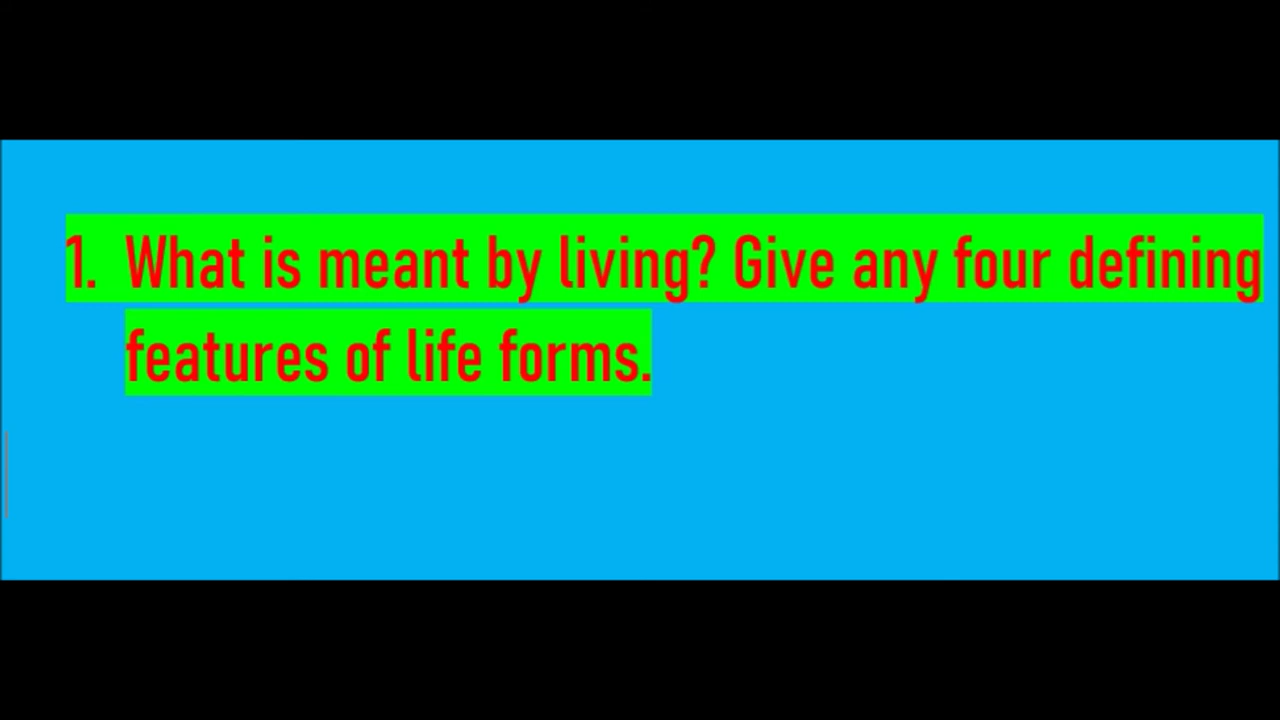 1. What is meant by living? Give any four defining
features of life forms.